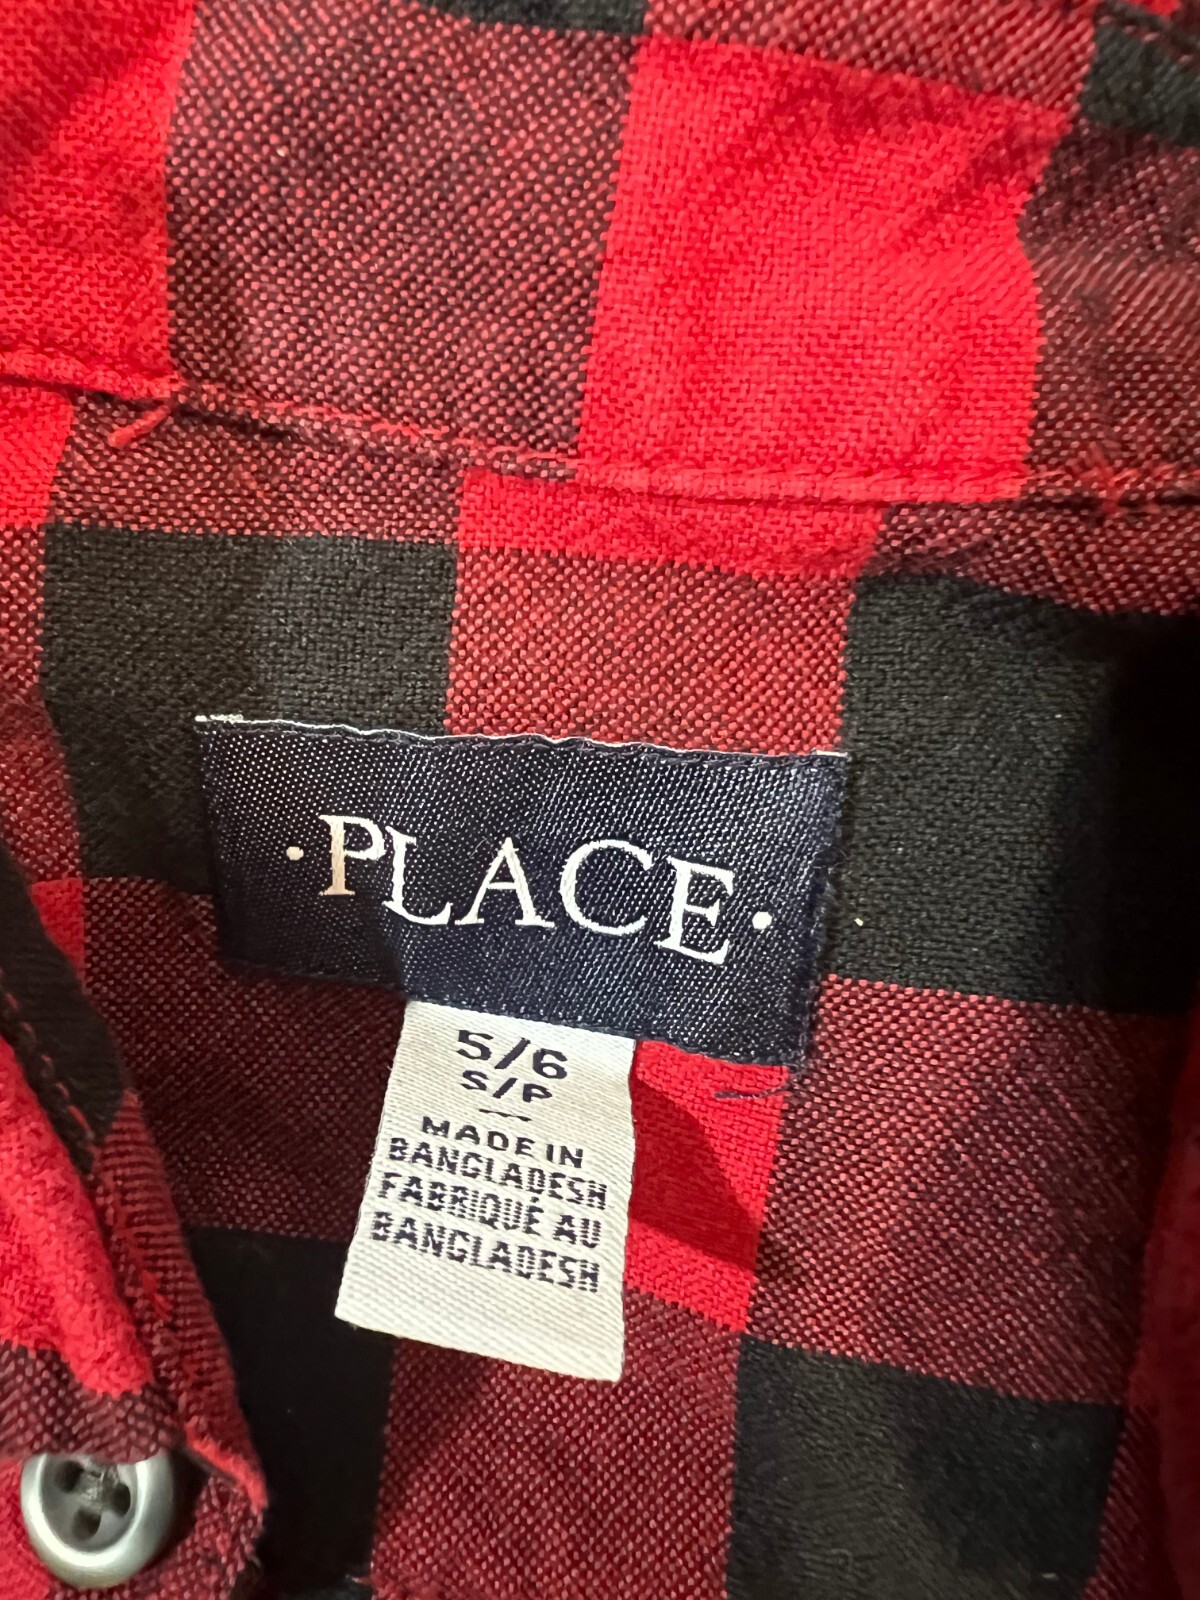 ·PLACE·
5/6
S/P
—
MADE IN
BANGLADESH
FABRIQUÉ AU
BANGLADESH